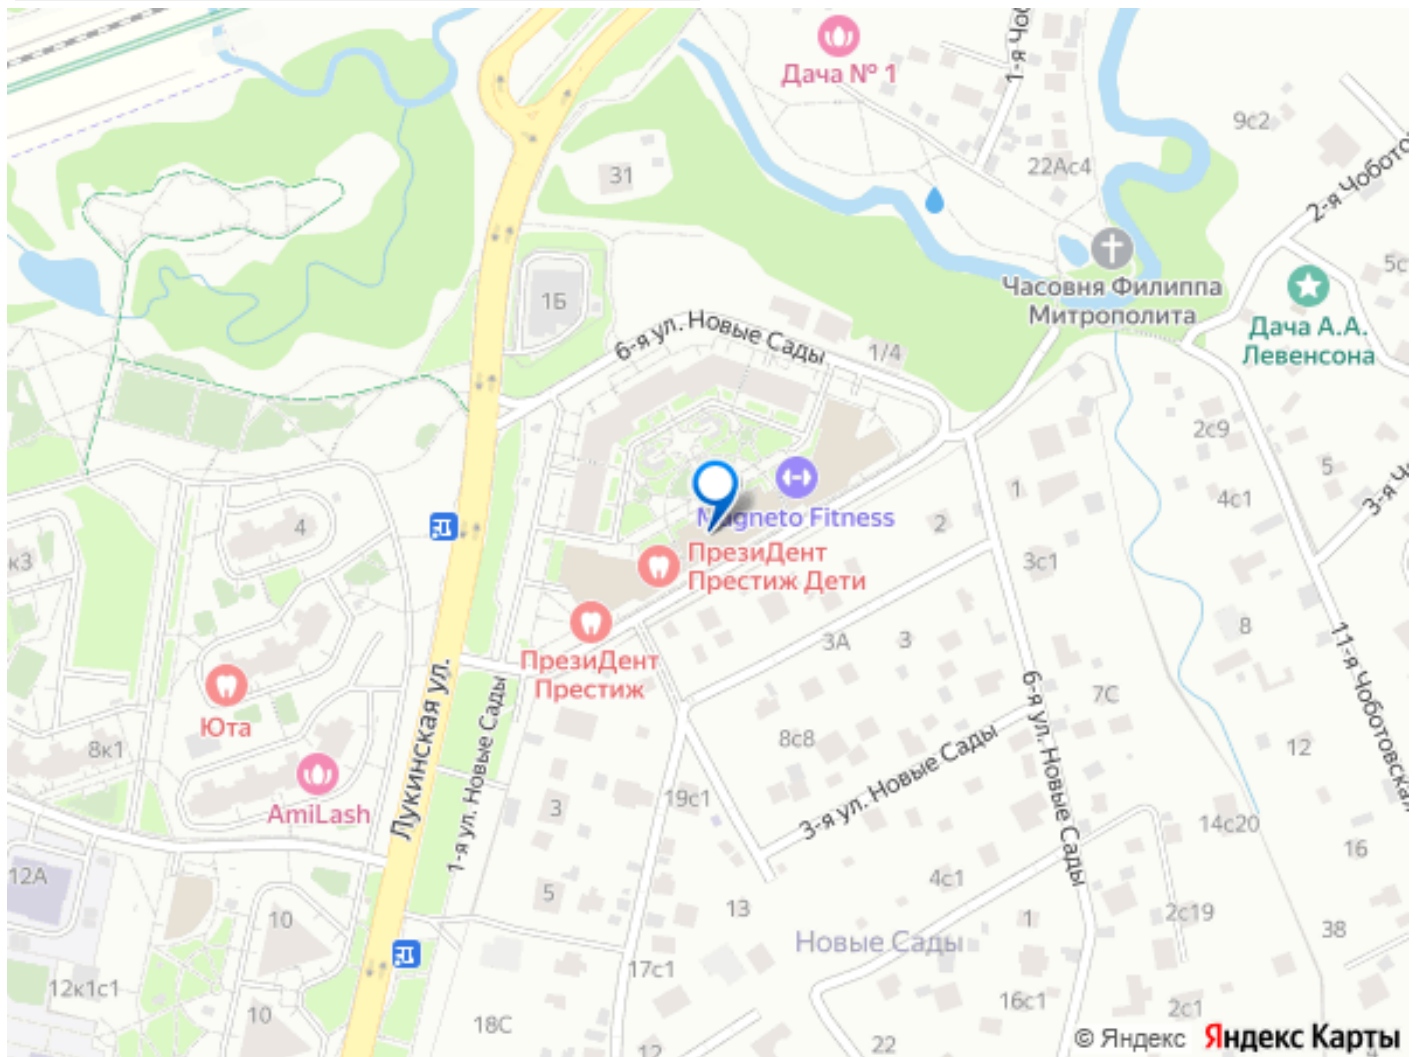 Дача № 1
1-я Чоб
9с2
2-я Чоботов
31
22Ас4
5с
Часовня Филиппа
Митрополита
Дача А.А.
Левенсона
1Б
6-я ул. Новые Сады
1/4
2с9
5
4с1
3-я Ч
1
2
Magneto Fitness
4
к3
ПрезиДент
Престиж Дети
3с1
8
3А
3
11-я Чоботовская
ПрезиДент
Престиж
Лукинская ул.
1-я ул. Новые Сады
6-я ул. Новые Сады
7С
Юта
8к1
8с8
12
3-я ул. Новые Сады
AmiLash
3
19с1
14с20
16
12А
4с1
5
13
10
1
2с19
38
Новые Сады
17с1
12к1с1
10
18С
16с1
2с1
12
22
© Яндекс Яндекс Карты